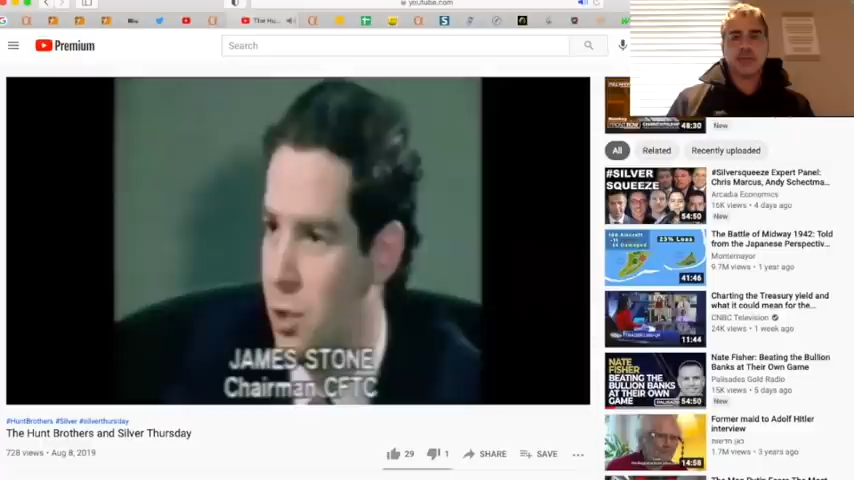 youtube.com
The Hu...
Premium
Search
JAMES STONE
Chairman CFTC
#HuntBrothers #Silver #silverthursday
The Hunt Brothers and Silver Thursday
728 views • Aug 8, 2019
29
1
SHARE
SAVE
48:30
New
All
Related
Recently uploaded
#SILVER
SQUEEZE
54:50
#Silversqueeze Expert Panel:
Chris Marcus, Andy Schectma...
Arcadia Economics
16K views • 4 days ago
New
23% Loss
41:46
The Battle of Midway 1942: Told
from the Japanese Perspectiv...
Montemayor
9.7M views • 1 year ago
11:44
Charting the Treasury yield and
what it could mean for the...
CNBC Television
24K views • 1 week ago
NATE
FISHER
BEATING THE
BULLION BANKS
AT THEIR OWN
GAME
54:50
Nate Fisher: Beating the Bullion
Banks at Their Own Game
Palisades Gold Radio
15K views • 5 days ago
New
14:58
Former maid to Adolf Hitler
interview
1.7M views • 3 years ago